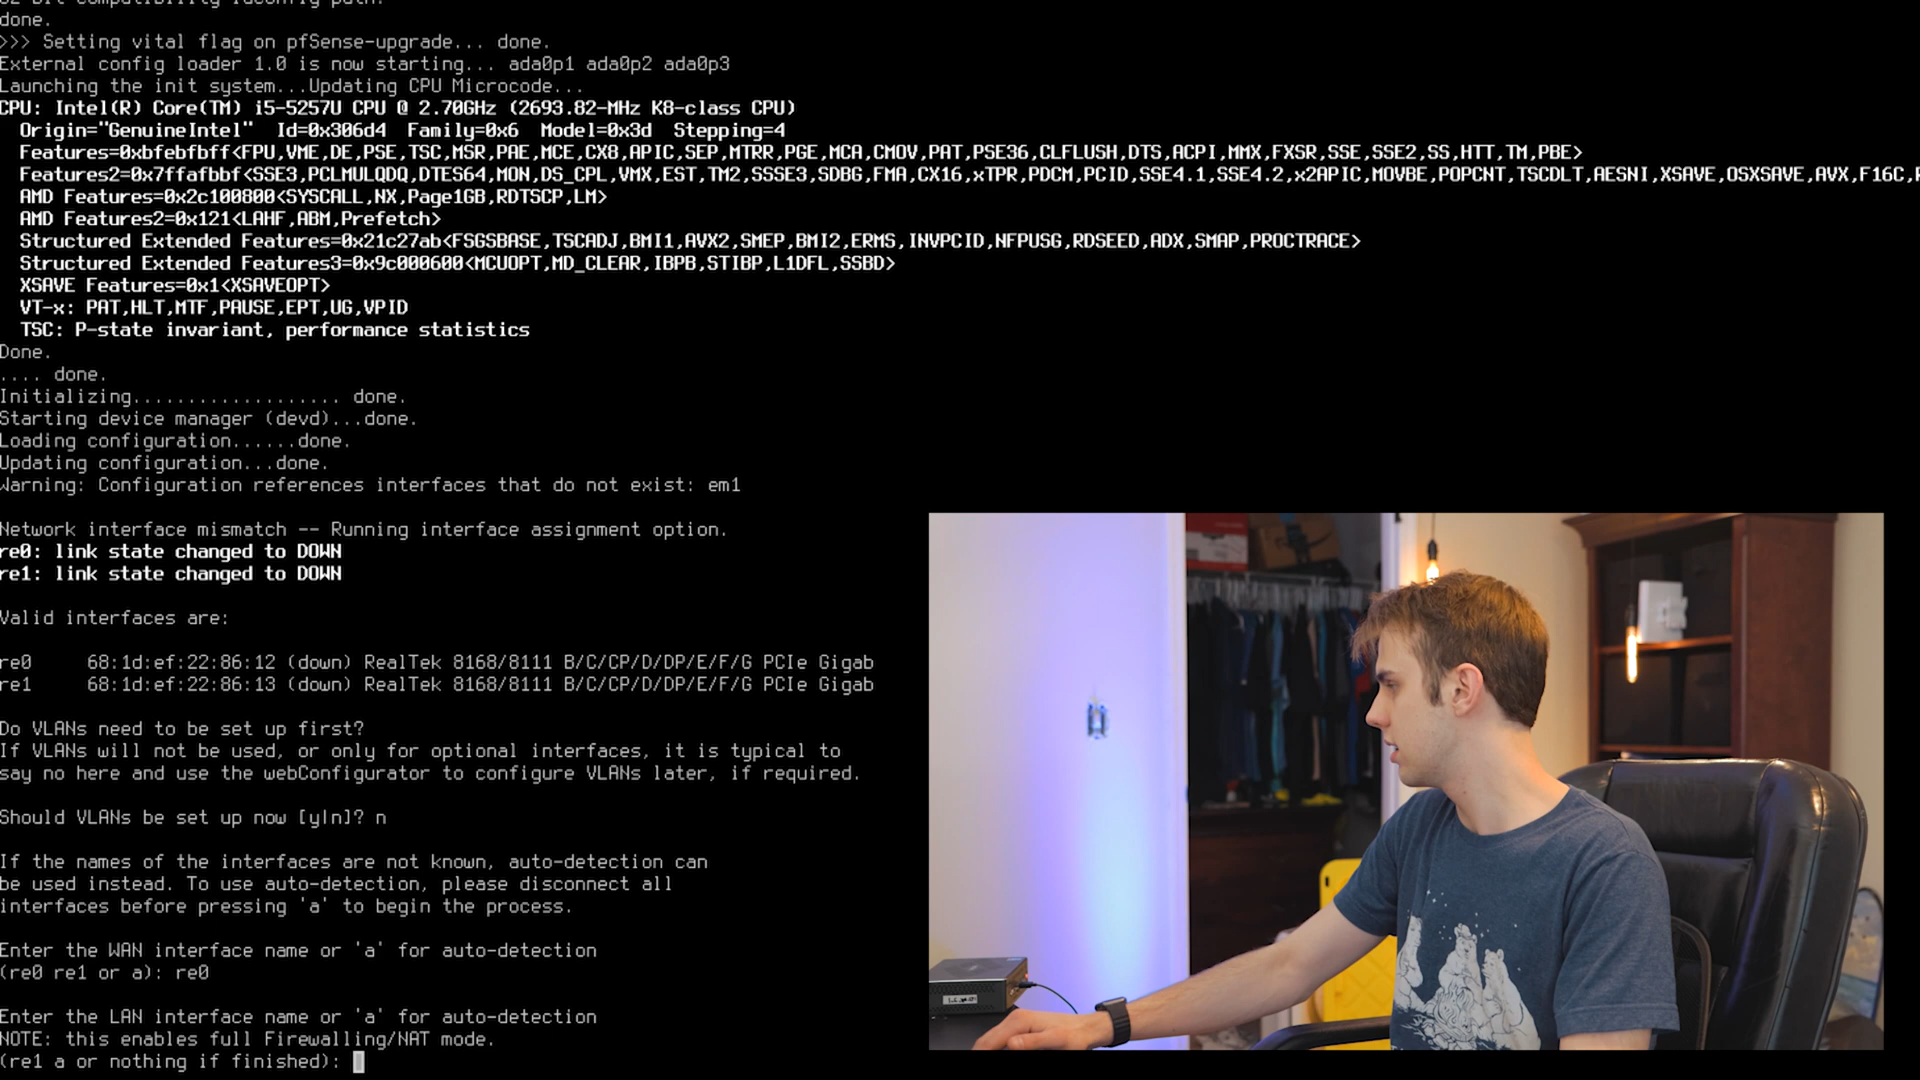 done.
>>> Setting vital flag on pfSense-upgrade... done.
External config loader 1.0 is now starting... ada0p1 ada0p2 ada0p3
Launching the init system...Updating CPU Microcode...
CPU: Intel(R) Core(TM) i5-5257U CPU @ 2.70GHz (2693.82-MHz K8-class CPU)
Origin="GenuineIntel" Id=0x306d4 Family=0x6 Model=0x3d Stepping=4
Features=0xbfebfbff<FPU,VME,DE,PSE,TSC,MSR,PAE,MCE,CX8,APIC,SEP,MTRR,PGE,MCA,CMOV,PAT,PSE36,CLFLUSH,DTS,ACPI,MMX,FXSR,SSE,SSE2,SS,HTT,TM,PBE>
Features2=0x7ffafbbf<SSE3,PCLMULQDQ,DTES64,MON,DS_CPL,VMX,EST,TM2,SSSE3,SDBG,FMA,CX16,xTPR,PDCM,PCID,SSE4.1,SSE4.2,x2APIC,MOVBE,POPCNT,TSCDLT,AESNI,XSAVE,OSXSAVE,AVX,F16C,
AMD Features=0x2c100800<SYSCALL,NX,Page1GB,RDTSCP,LM>
AMD Features2=0x121<LAHF,ABM,Prefetch>
Structured Extended Features=0x21c27ab<FSGSBASE,TSCADJ,BMI1,AVX2,SMEP,BMI2,ERMS,INVPCID,NFPUSG,RDSEED,ADX,SMAP,PROCTRACE>
Structured Extended Features3=0x9c000600<MCUOPT,MD_CLEAR,IBPB,STIBP,L1DFL,SSBD>
XSAVE Features=0x1<XSAVEOPT>
VT-x: PAT,HLT,MTF,PAUSE,EPT,UG,VPID
TSC: P-state invariant, performance statistics
Done.
.... done.
Initializing................... done.
Starting device manager (devd)...done.
Loading configuration......done.
Updating configuration...done.
Warning: Configuration references interfaces that do not exist: em1
Network interface mismatch -- Running interface assignment option.
re0: link state changed to DOWN
re1: link state changed to DOWN
Valid interfaces are:
re0 68:1d:ef:22:86:12 (down) RealTek 8168/8111 B/C/CP/D/DP/E/F/G PCIe Gigab
re1 68:1d:ef:22:86:13 (down) RealTek 8168/8111 B/C/CP/D/DP/E/F/G PCIe Gigab
Do VLANs need to be set up first?
If VLANs will not be used, or only for optional interfaces, it is typical to
say no here and use the webConfigurator to configure VLANs later, if required.
Should VLANs be set up now [y|n]? n
If the names of the interfaces are not known, auto-detection can
be used instead. To use auto-detection, please disconnect all
interfaces before pressing 'a' to begin the process.
Enter the WAN interface name or 'a' for auto-detection
(re0 re1 or a): re0
Enter the LAN interface name or 'a' for auto-detection
NOTE: this enables full Firewalling/NAT mode.
(re1 a or nothing if finished):